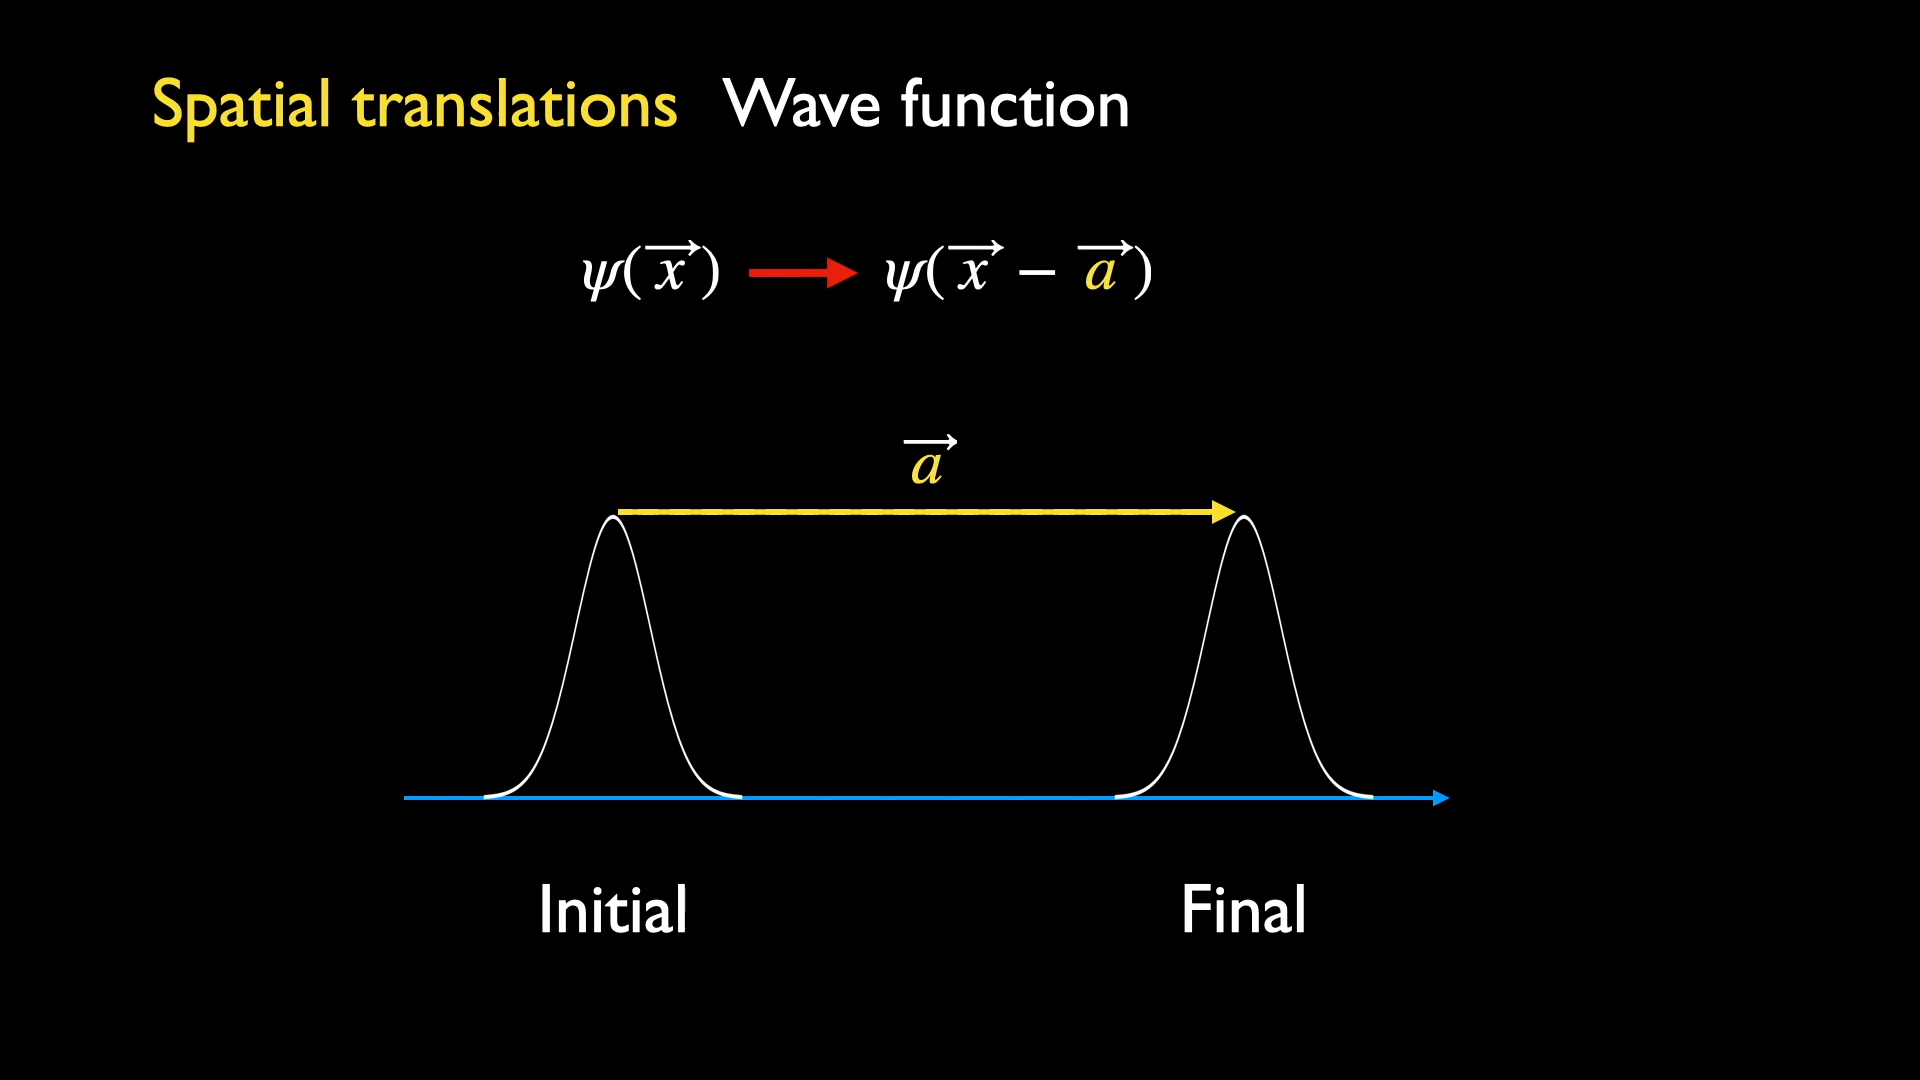 Spatial translations Wave function
ψ(x⃗) → ψ(x⃗ − a⃗)
a⃗
Initial Final